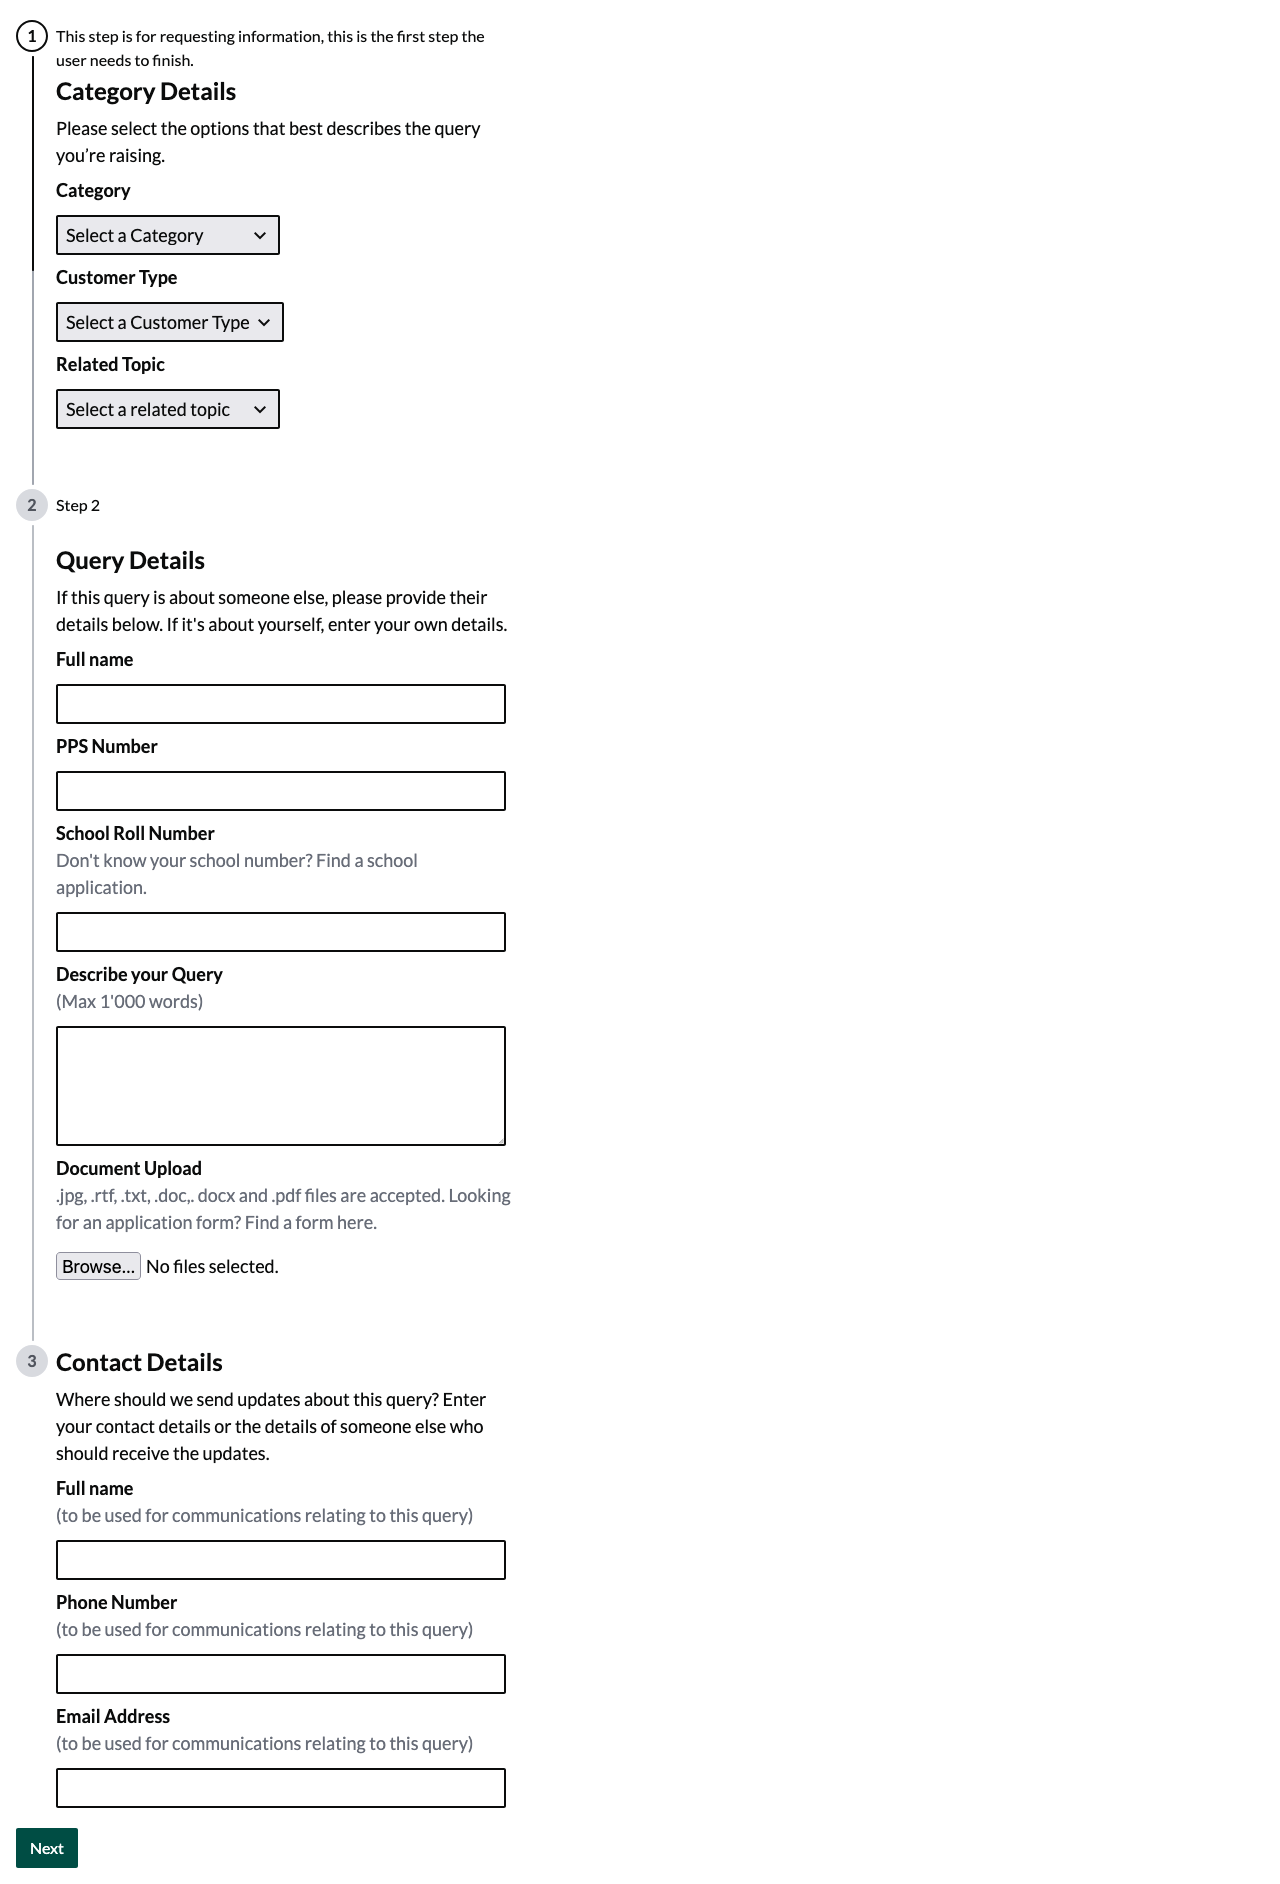 1
This step is for requesting information, this is the first step the
user needs to finish.
Category Details
Please select the options that best describes the query
you’re raising.
Category
Select a Category
Customer Type
Select a Customer Type
Related Topic
Select a related topic
2
Step 2
Query Details
If this query is about someone else, please provide their
details below. If it's about yourself, enter your own details.
Full name
PPS Number
School Roll Number
Don't know your school number? Find a school
application.
Describe your Query
(Max 1'000 words)
Document Upload
.jpg, .rtf, .txt, .doc,. docx and .pdf files are accepted. Looking
for an application form? Find a form here.
Browse... No files selected.
3
Contact Details
Where should we send updates about this query? Enter
your contact details or the details of someone else who
should receive the updates.
Full name
(to be used for communications relating to this query)
Phone Number
(to be used for communications relating to this query)
Email Address
(to be used for communications relating to this query)
Next